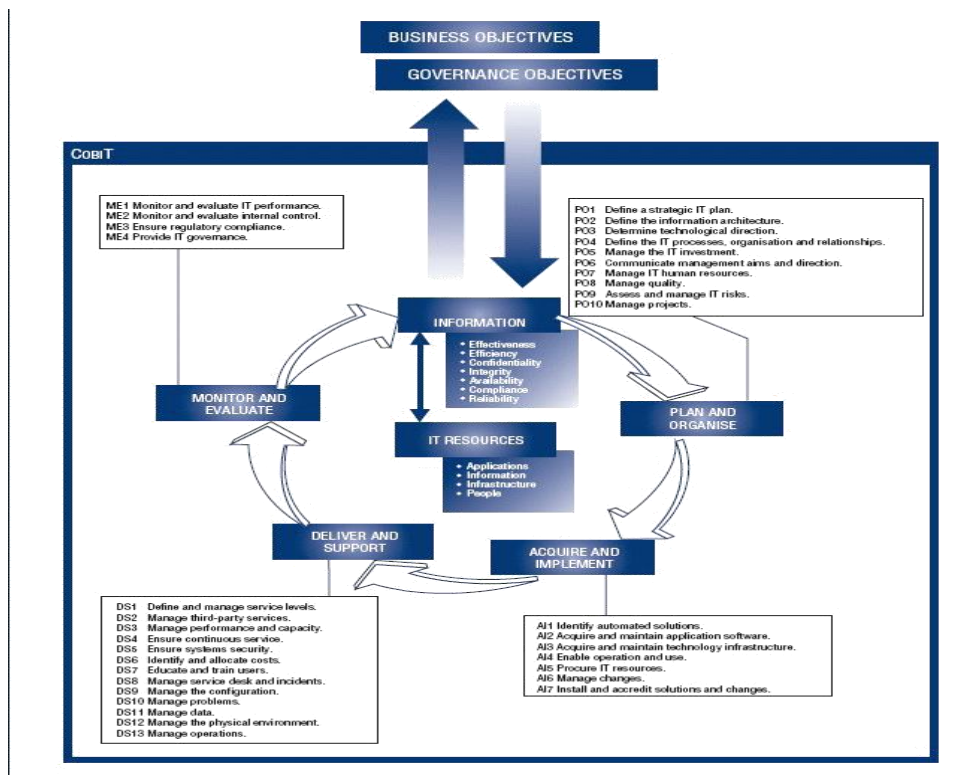 BUSINESS OBJECTIVES
GOVERNANCE OBJECTIVES
COBIT
ME1 Monitor and evaluate IT performance.
ME2 Monitor and evaluate internal control.
ME3 Ensure regulatory compliance.
ME4 Provide IT governance.
PO1 Define a strategic IT plan.
PO2 Define the information architecture.
PO3 Determine technological direction.
PO4 Define the IT processes, organisation and relationships.
PO5 Manage the IT investment.
PO6 Communicate management aims and direction.
PO7 Manage IT human resources.
PO8 Manage quality.
PO9 Assess and manage IT risks.
PO10 Manage projects.
INFORMATION
• Effectiveness
• Efficiency
• Confidentiality
• Integrity
• Availability
• Compliance
• Reliability
MONITOR AND
EVALUATE
PLAN AND
ORGANISE
IT RESOURCES
• Applications
• Information
• Infrastructure
• People
DELIVER AND
SUPPORT
ACQUIRE AND
IMPLEMENT
DS1 Define and manage service levels.
DS2 Manage third-party services.
DS3 Manage performance and capacity.
DS4 Ensure continuous service.
DS5 Ensure systems security.
DS6 Identify and allocate costs.
DS7 Educate and train users.
DS8 Manage service desk and incidents.
DS9 Manage the configuration.
DS10 Manage problems.
DS11 Manage data.
DS12 Manage the physical environment.
DS13 Manage operations.
AI1 Identify automated solutions.
AI2 Acquire and maintain application software.
AI3 Acquire and maintain technology infrastructure.
AI4 Enable operation and use.
AI5 Procure IT resources.
AI6 Manage changes.
AI7 Install and accredit solutions and changes.